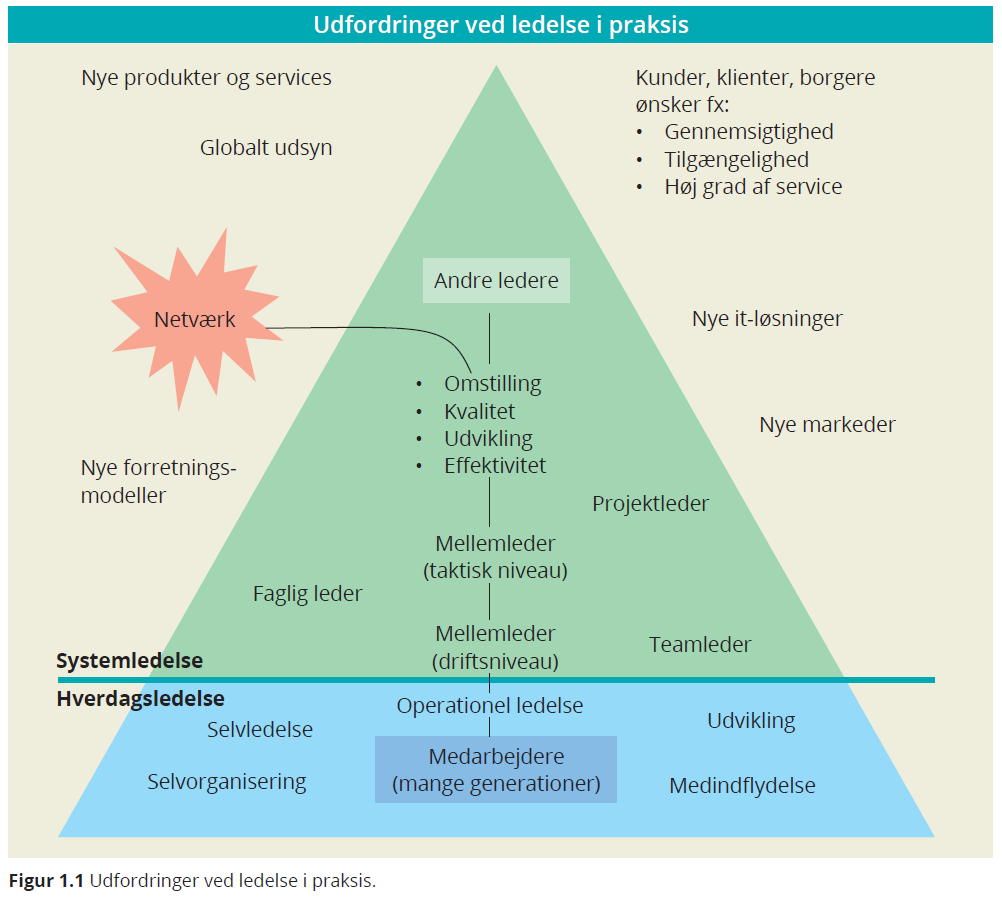 Udfordringer ved ledelse i praksis
Nye produkter og services
Globalt udsyn
Kunder, klienter, borgere
ønsker fx:
• Gennemsigtighed
• Tilgængelighed
• Høj grad af service
Andre ledere
Netværk
Nye it-løsninger
• Omstilling
• Kvalitet
• Udvikling
• Effektivitet
Nye markeder
Nye forretnings-
modeller
Projektleder
Mellemleder
(taktisk niveau)
Faglig leder
Mellemleder
(driftsniveau)
Teamleder
Systemledelse
Hverdagsledelse
Operationel ledelse
Selvledelse
Udvikling
Medarbejdere
(mange generationer)
Selvorganisering
Medindflydelse
Figur 1.1 Udfordringer ved ledelse i praksis.